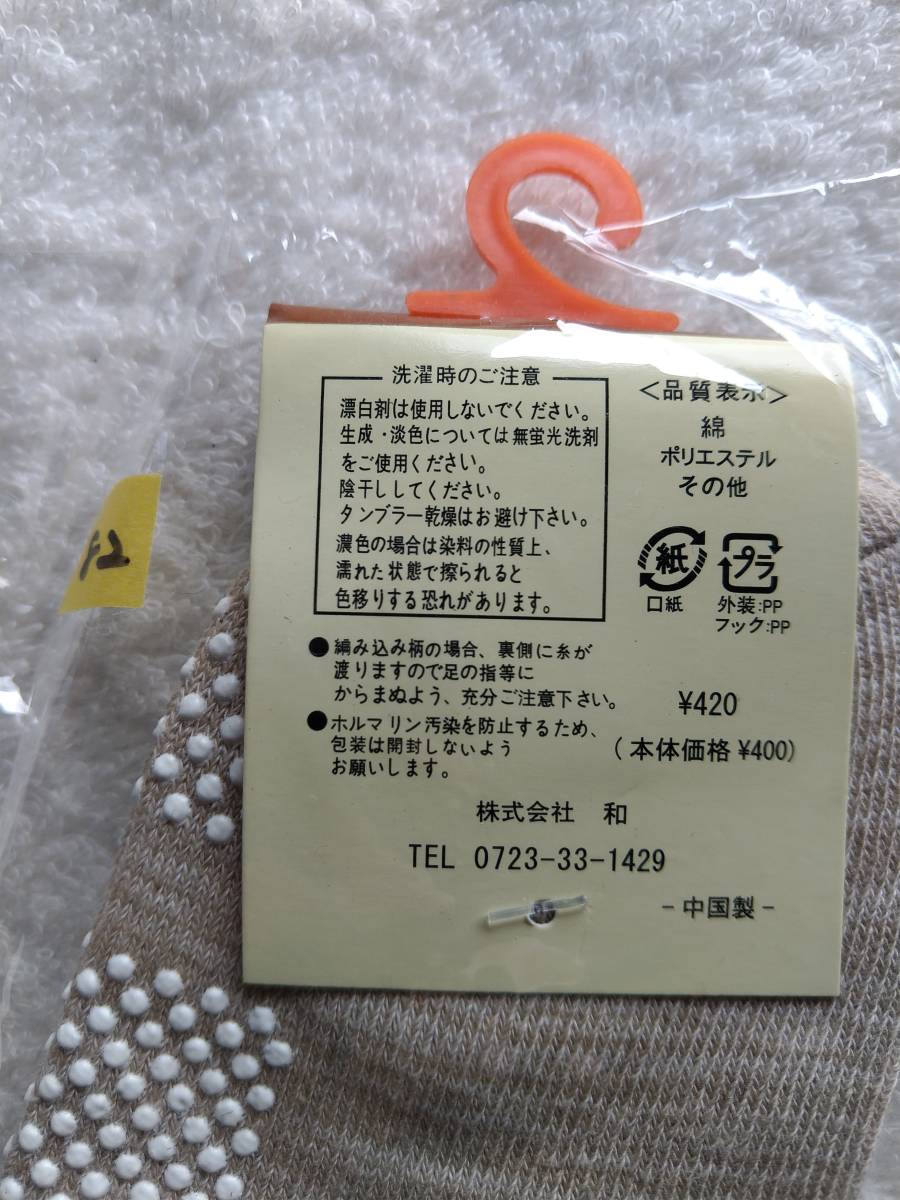 洗濯時のご注意
漂白剤は使用しないでください。
生成・淡色については無蛍光洗剤
をご使用ください。
陰干ししてください。
タンブラー乾燥はお避け下さい。
濃色の場合は染料の性質上、
濡れた状態で擦られると
色移りする恐れがあります。
<品質表示>
綿
ポリエステル
その他
紙
プラ
口紙
外装:PP
フック:PP
●編み込み柄の場合、裏側に糸が
渡りますので足の指等に
からまぬよう、充分ご注意下さい。
●ホルマリン汚染を防止するため、
包装は開封しないよう
お願いします。
¥420
(本体価格¥400)
株式会社 和
TEL 0723-33-1429
-中国製-